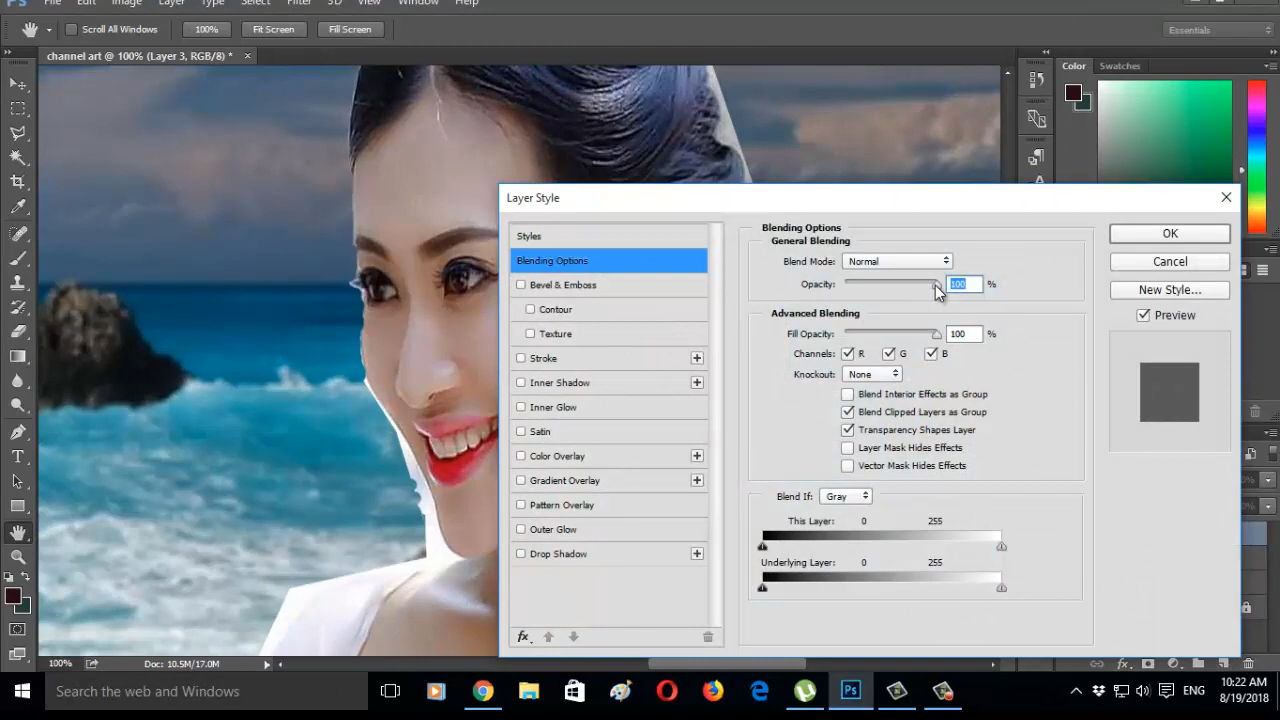 Ps File Edit Image Layer Type Select Filter 3D View Window Help
Scroll All Windows 100% Fit Screen Fill Screen Essentials
channel art @ 100% (Layer 3, RGB/8) * ×
Color Swatches
Layer Style
Styles
Blending Options
Bevel & Emboss
Contour
Texture
Stroke
Inner Shadow
Inner Glow
Satin
Color Overlay
Gradient Overlay
Pattern Overlay
Outer Glow
Drop Shadow
fx
Blending Options
General Blending
Blend Mode: Normal
Opacity: 100 %
Advanced Blending
Fill Opacity: 100 %
Channels: R G B
Knockout: None
Blend Interior Effects as Group
Blend Clipped Layers as Group
Transparency Shapes Layer
Layer Mask Hides Effects
Vector Mask Hides Effects
Blend If: Gray
This Layer: 0 255
Underlying Layer: 0 255
OK
Cancel
New Style...
Preview
100% Doc: 10.5M/17.0M
Search the web and Windows
Ps
ENG
10:22 AM
8/19/2018